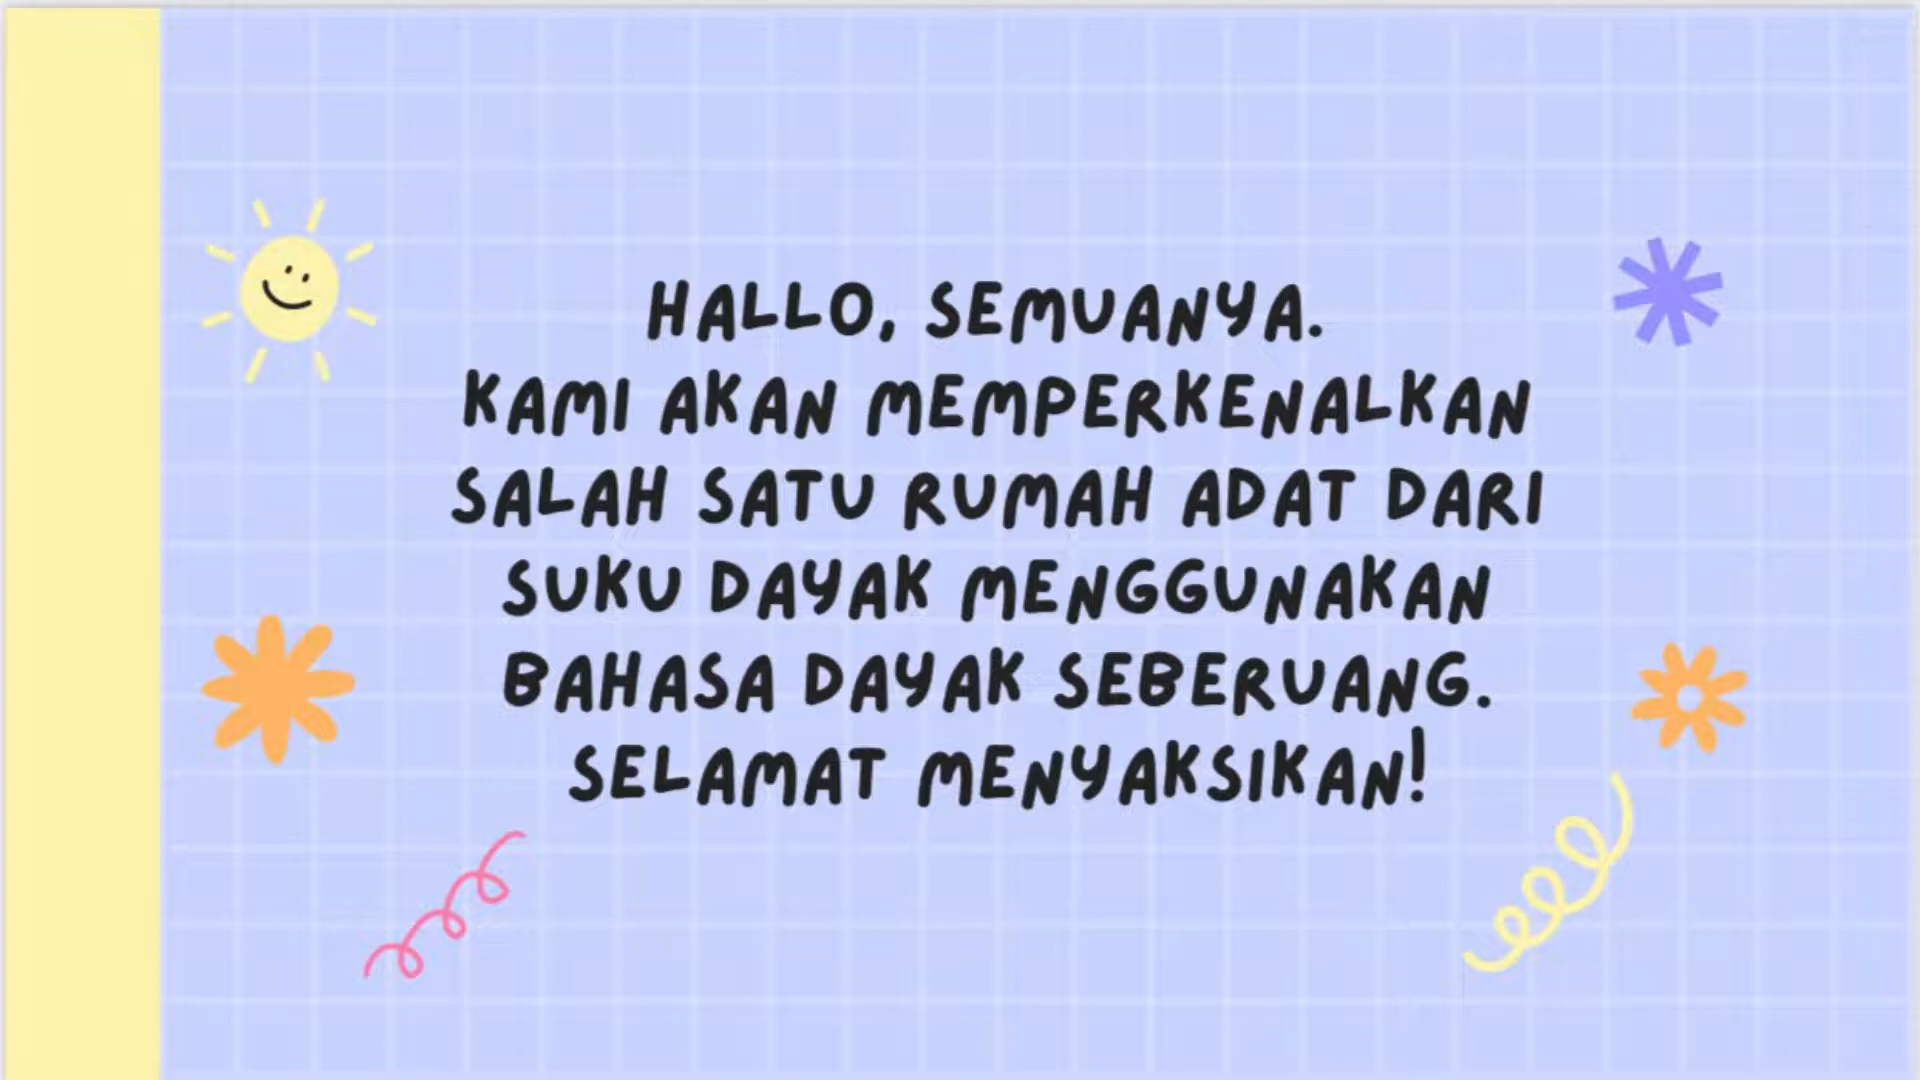 HALLO, SEMUANYA.
KAMI AKAN MEMPERKENALKAN
SALAH SATU RUMAH ADAT DARI
SUKU DAYAK MENGGUNAKAN
BAHASA DAYAK SEBERUANG.
SELAMAT MENYAKSIKAN!